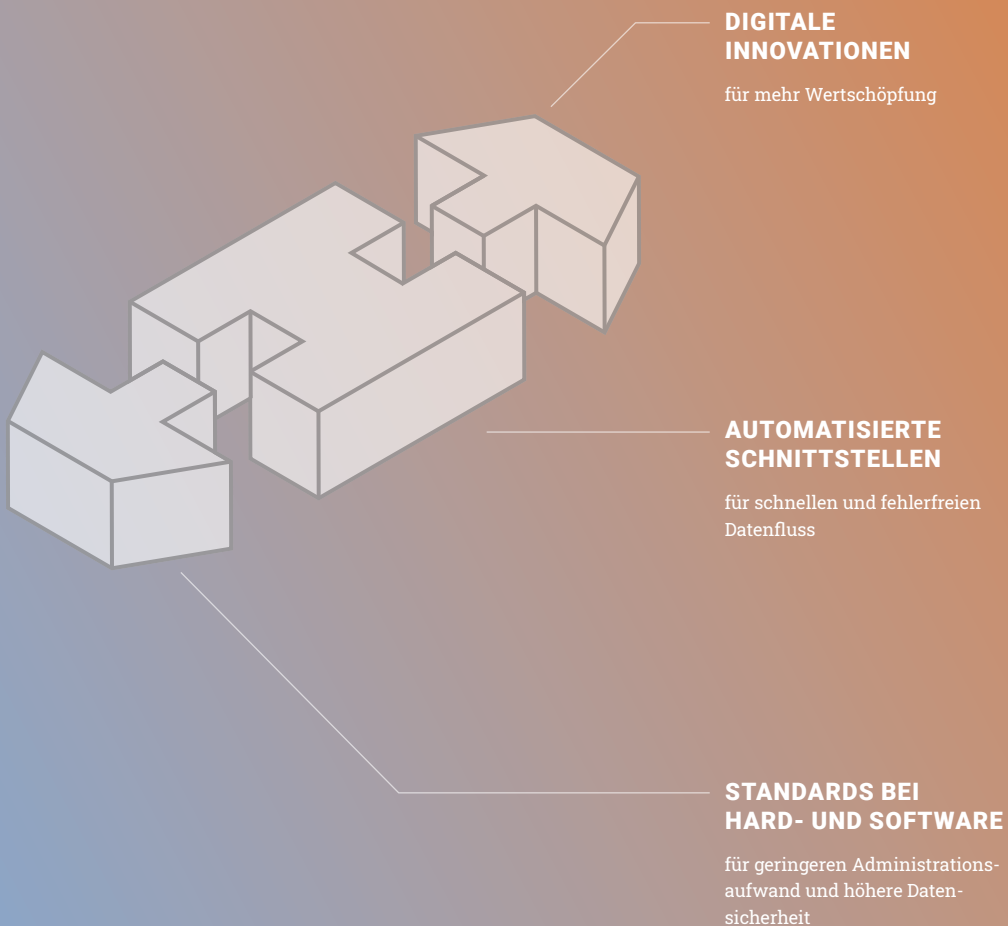 DIGITALE
INNOVATIONEN
für mehr Wertschöpfung
AUTOMATISIERTE
SCHNITTSTELLEN
für schnellen und fehlerfreien
Datenfluss
STANDARDS BEI
HARD- UND SOFTWARE
für geringeren Administrations-
aufwand und höhere Daten-
sicherheit